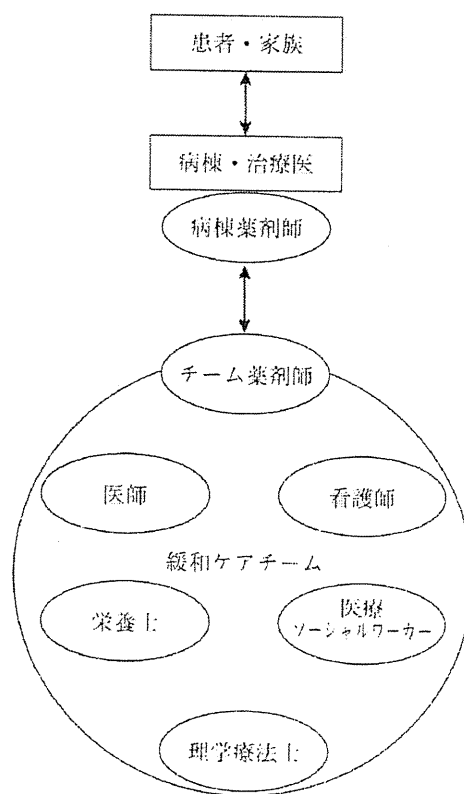 患者・家族
病棟・治療医
病棟薬剤師
チーム薬剤師
医師
看護師
緩和ケアチーム
栄養士
医療
ソーシャルワーカー
理学療法士